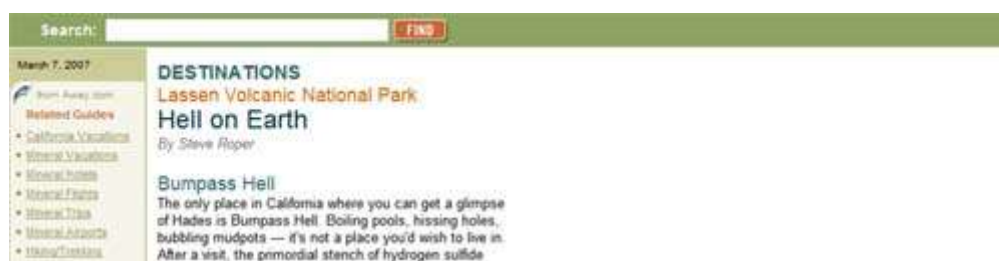 Search: FIND
March 7, 2007
from Away.com
Related Guides
California Vacations
Mineral Vacations
Mineral Hotels
Mineral Flights
Mineral Trips
Mineral Airports
Hiking/Trekking
DESTINATIONS
Lassen Volcanic National Park
Hell on Earth
By Steve Roper
Bumpass Hell
The only place in California where you can get a glimpse
of Hades is Bumpass Hell. Boiling pools, hissing holes,
bubbling mudpots — it's not a place you'd wish to live in.
After a visit, the primordial stench of hydrogen sulfide